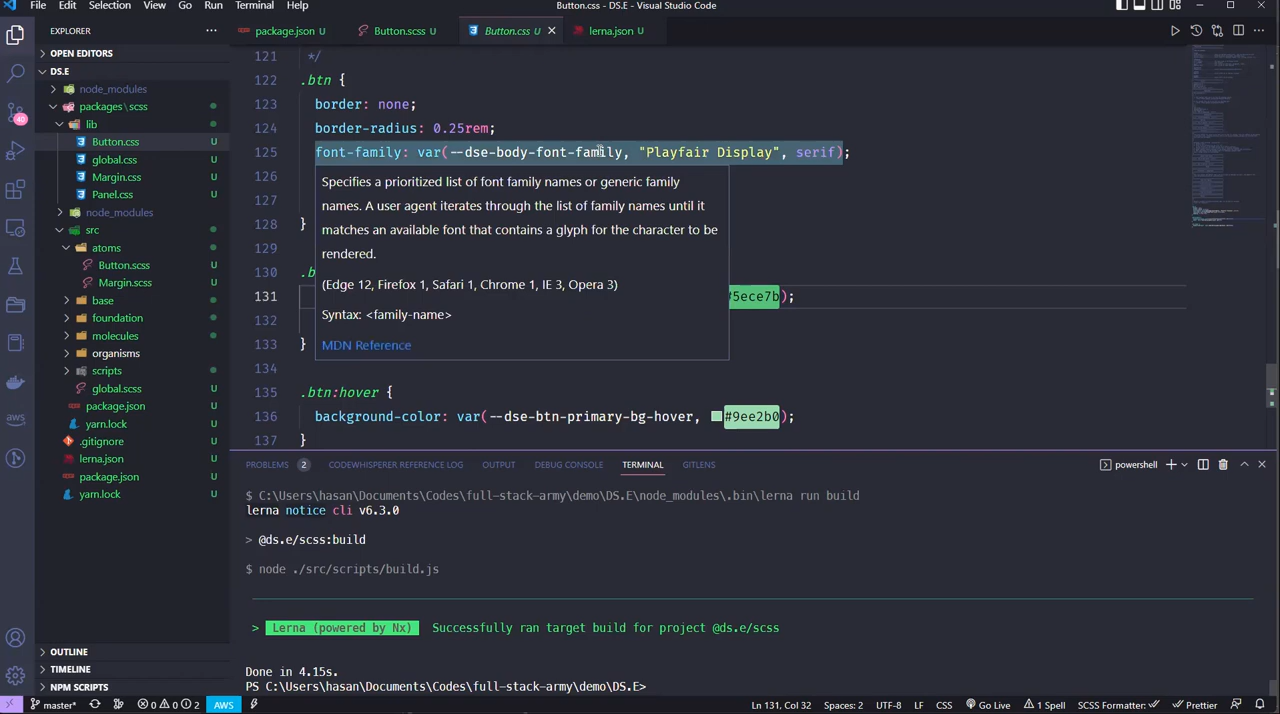 File Edit Selection View Go Run Terminal Help
Button.css - DS.E - Visual Studio Code
EXPLORER
package.json U
Button.scss U
Button.css U
lerna.json U
OPEN EDITORS
DS.E
node_modules
packages\scss
lib
Button.css U
global.css U
Margin.css U
Panel.css U
node_modules
src
atoms
Button.scss U
Margin.scss U
base
foundation
molecules
organisms
scripts
global.scss U
package.json U
yarn.lock U
.gitignore U
lerna.json U
package.json U
yarn.lock U
OUTLINE
TIMELINE
NPM SCRIPTS
40
aws
121 */
122 .btn {
123 border: none;
124 border-radius: 0.25rem;
125 font-family: var(--dse-body-font-family, "Playfair Display", serif);
126
127
128 }
129
130 .b
131 #5ece7b);
132
133 }
134
135 .btn:hover {
136 background-color: var(--dse-btn-primary-bg-hover, #9ee2b0);
137 }
Specifies a prioritized list of font family names or generic family
names. A user agent iterates through the list of family names until it
matches an available font that contains a glyph for the character to be
rendered.
(Edge 12, Firefox 1, Safari 1, Chrome 1, IE 3, Opera 3)
Syntax: <family-name>
MDN Reference
PROBLEMS 2 CODEWHISPERER REFERENCE LOG OUTPUT DEBUG CONSOLE TERMINAL GITLENS
powershell
$ C:\Users\hasan\Documents\Codes\full-stack-army\demo\DS.E\node_modules\.bin\lerna run build
lerna notice cli v6.3.0
> @ds.e/scss:build
$ node ./src/scripts/build.js
> Lerna (powered by Nx) Successfully ran target build for project @ds.e/scss
Done in 4.15s.
PS C:\Users\hasan\Documents\Codes\full-stack-army\demo\DS.E>
master* 0 0 2 AWS
Ln 131, Col 32 Spaces: 2 UTF-8 LF CSS Go Live 1 Spell SCSS Formatter: Prettier